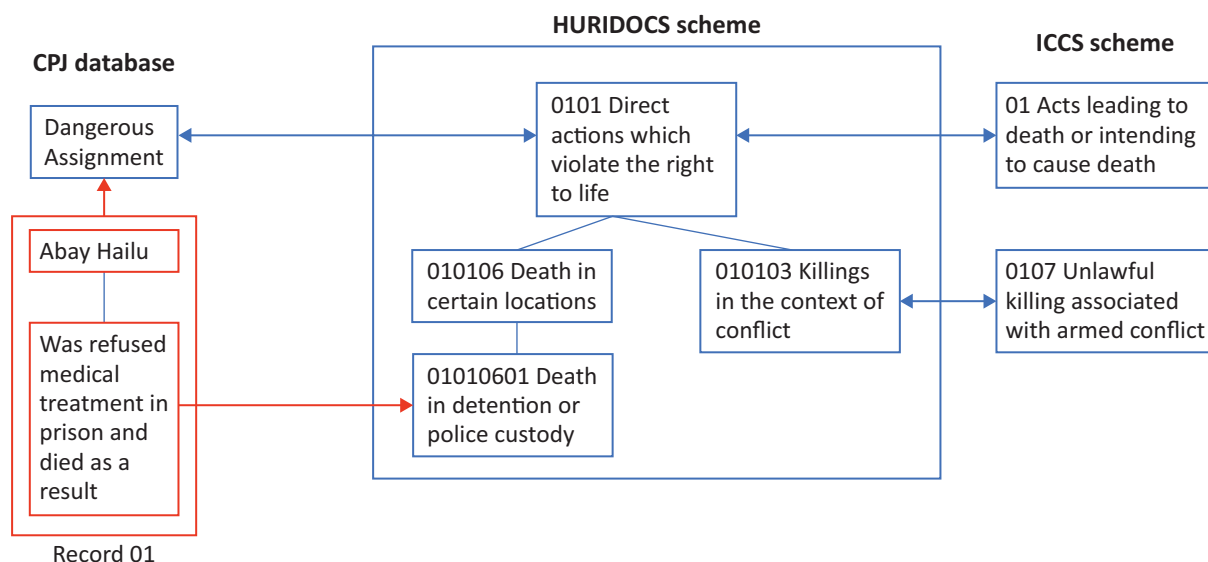 HURIDOCS scheme
CPJ database
ICCS scheme
Dangerous
Assignment
0101 Direct
actions which
violate the right
to life
01 Acts leading to
death or intending
to cause death
Abay Hailu
010106 Death in
certain locations
010103 Killings
in the context of
conflict
0107 Unlawful
killing associated
with armed conflict
Was refused
medical
treatment in
prison and
died as a
result
01010601 Death
in detention or
police custody
Record 01